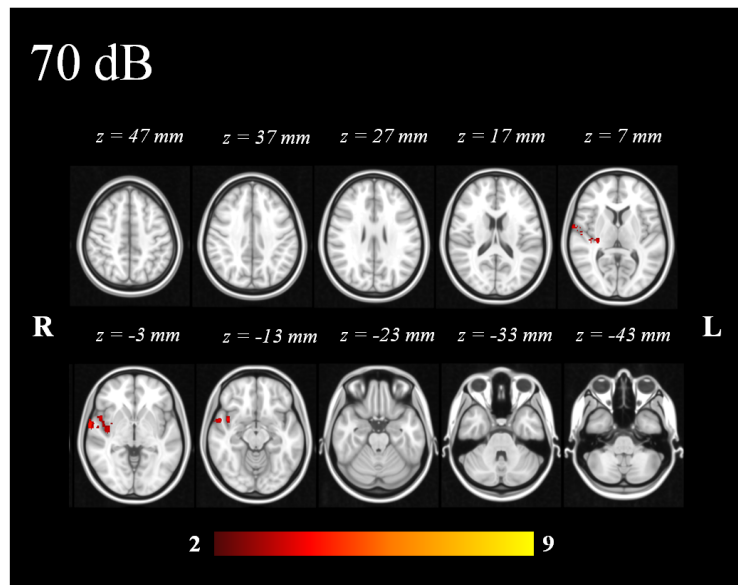 70 dB
z = 47 mm z = 37 mm z = 27 mm z = 17 mm z = 7 mm
R L
z = -3 mm z = -13 mm z = -23 mm z = -33 mm z = -43 mm
2 9